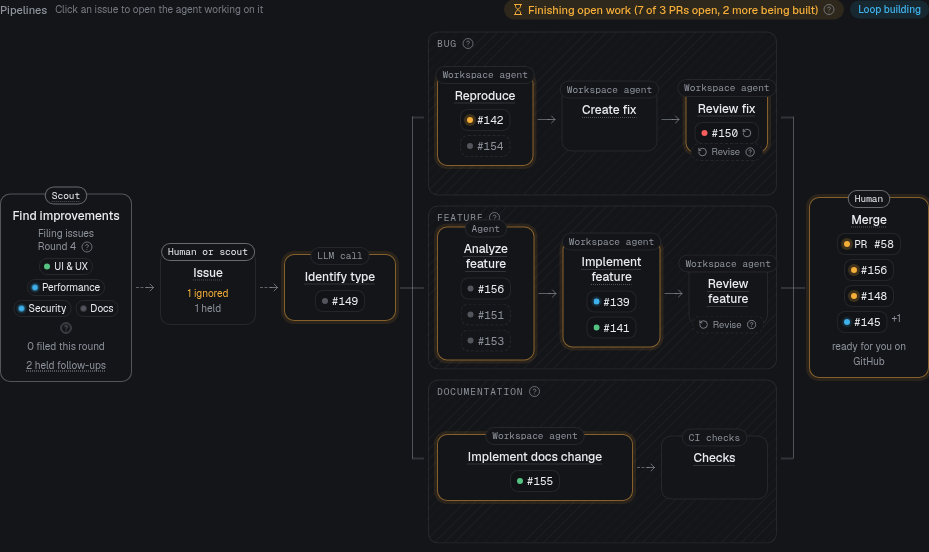 Pipelines Click an issue to open the agent working on it
Finishing open work (7 of 3 PRs open, 2 more being built) ?
Loop building
Scout
Find improvements
Filing issues
Round 4 ?
UI & UX
Performance
Security
Docs
?
0 filed this round
2 held follow-ups
Human or scout
Issue
1 ignored
1 held
LLM call
Identify type
#149
BUG ?
Workspace agent
Reproduce
#142
#154
Workspace agent
Create fix
Workspace agent
Review fix
#150
Revise ?
FEATURE ?
Agent
Analyze
feature
#156
#151
#153
Workspace agent
Implement
feature
#139
#141
Workspace agent
Review
feature
Revise ?
DOCUMENTATION ?
Workspace agent
Implement docs change
#155
CI checks
Checks
Human
Merge
PR #58
#156
#148
#145 +1
ready for you on
GitHub